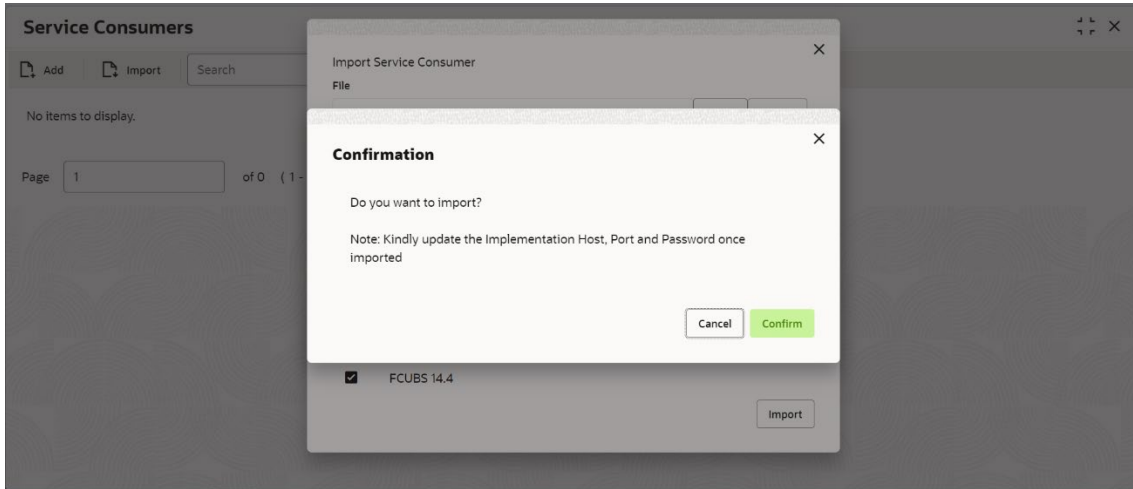 Service Consumers
Add Import Search
Import Service Consumer
File
No items to display.
Page 1 of 0 (1 -
Confirmation
Do you want to import?
Note: Kindly update the Implementation Host, Port and Password once
imported
Cancel Confirm
FCUBS 14.4
Import